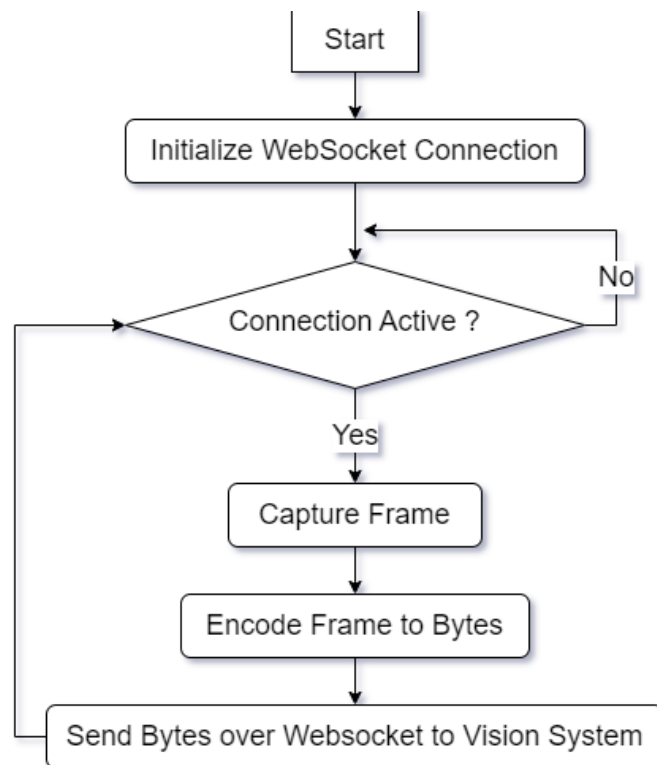 Start
Initialize WebSocket Connection
No
Connection Active ?
Yes
Capture Frame
Encode Frame to Bytes
Send Bytes over Websocket to Vision System